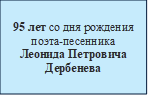 95 лет со дня рождения
поэта-песенника
Леонида Петровича
Дербенева